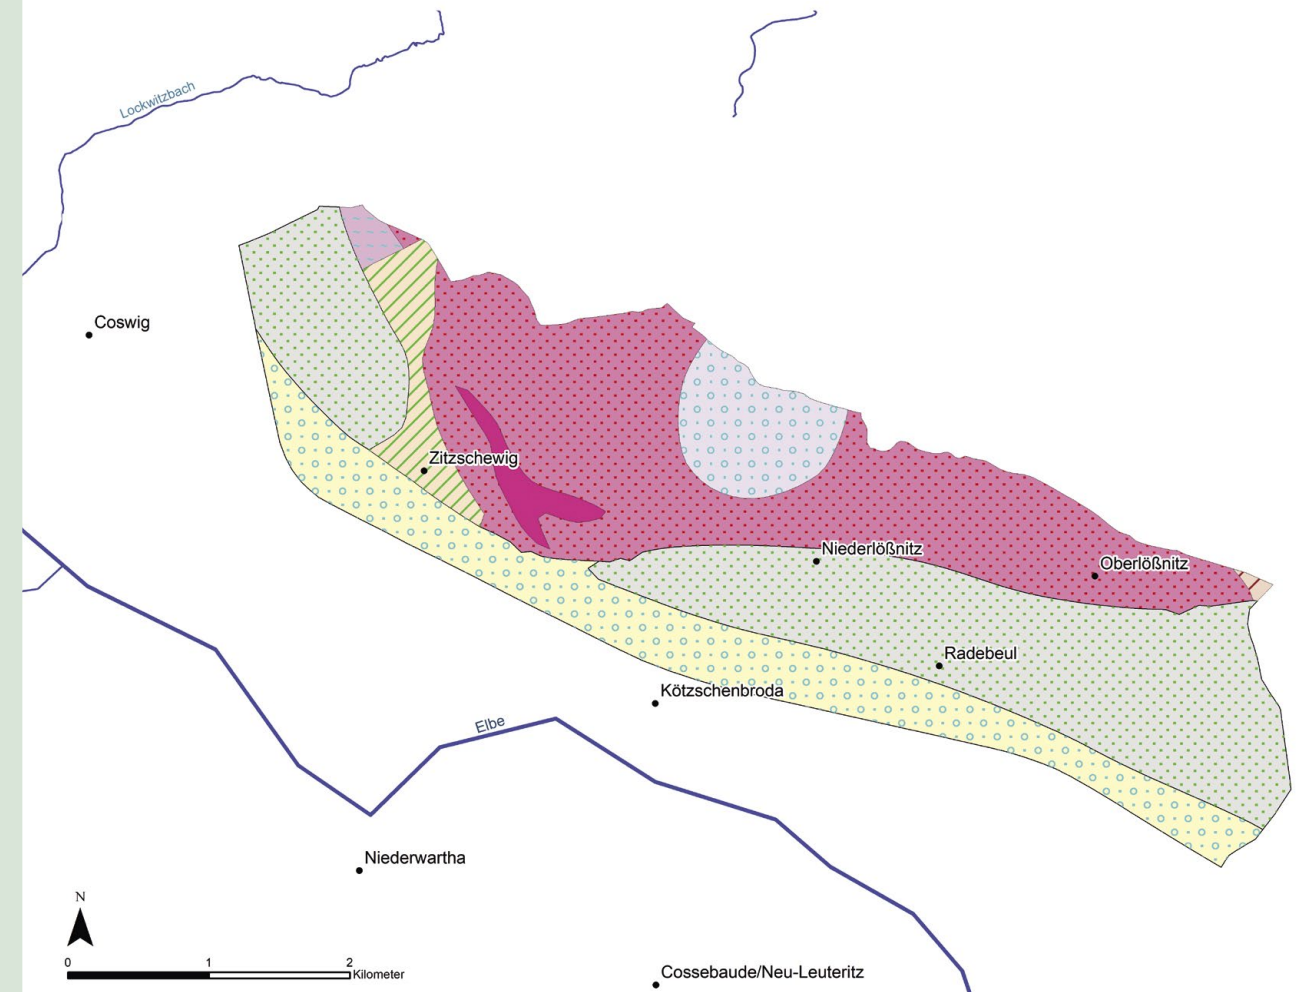 Lockwitzbach
Coswig
Zitzschewig
Niederlößnitz
Oberlößnitz
Radebeul
Kötzschenbroda
Elbe
Niederwartha
N
0 1 2
Kilometer
Cossebaude/Neu-Leuteritz